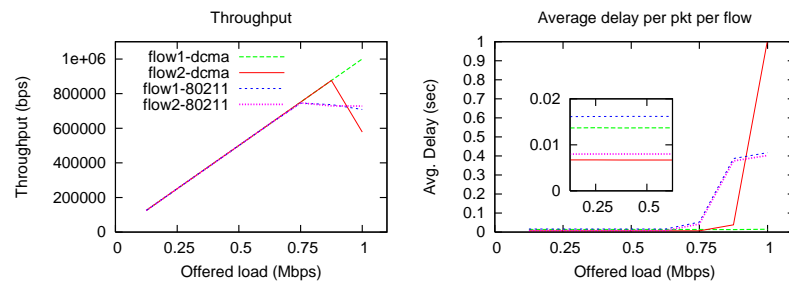 Throughput
Throughput (bps)
1e+06
800000
600000
400000
200000
0
0
0.25
0.5
0.75
1
Offered load (Mbps)
flow1-dcma
flow2-dcma
flow1-80211
flow2-80211
Average delay per pkt per flow
Avg. Delay (sec)
1
0.9
0.8
0.7
0.6
0.5
0.4
0.3
0.2
0.1
0
0
0.25
0.5
0.75
1
Offered load (Mbps)
0.02
0.01
0
0.25
0.5